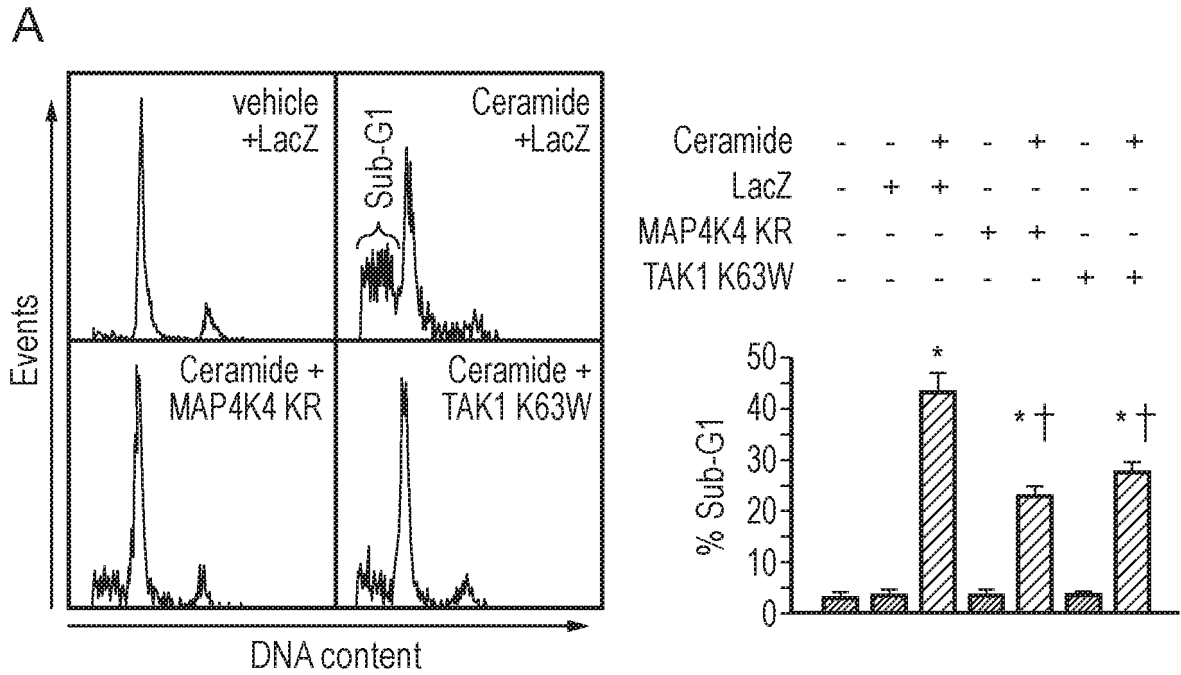 A
vehicle
+LacZ
Ceramide
+LacZ
Sub-G1
Ceramide +
MAP4K4 KR
Ceramide +
TAK1 K63W
Events
DNA content
Ceramide - - + - + - +
LacZ - + + - - - -
MAP4K4 KR - - - + + - -
TAK1 K63W - - - - - + +
% Sub-G1
50
40
30
20
10
0
*
* †
* †